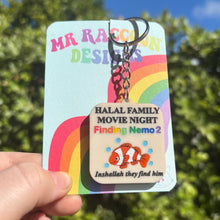 MR RACCOON
DESIGNS
HALAL FAMILY
MOVIE NIGHT
Finding Nemo 2
Inshallah they find him